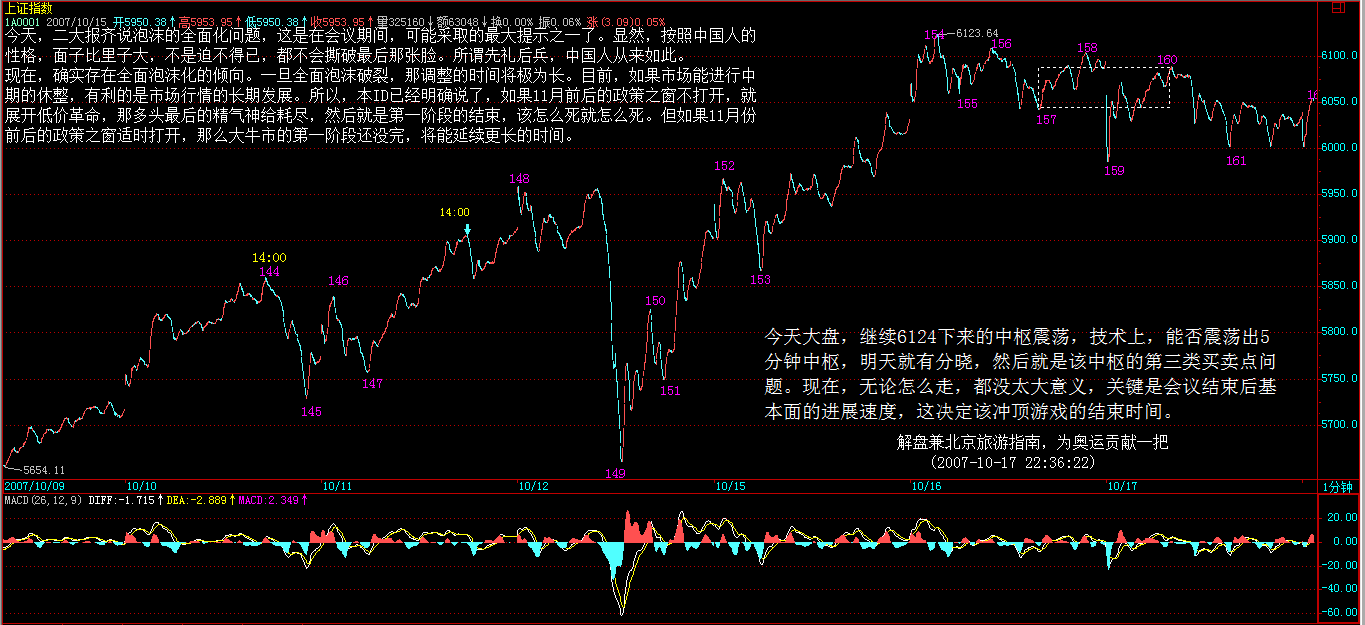 上证指数
1A0001 2007/10/15 开5950.38↑高5953.95↑低5950.38↑收5953.95↑量325160↓额63048↓换0.00% 振0.06% 涨(3.09)0.05%
今天，二大报齐说泡沫的全面化问题，这是在会议期间，可能采取的最大提示之一了。显然，按照中国人的
性格，面子比里子大，不是迫不得已，都不会撕破最后那张脸。所谓先礼后兵，中国人从来如此。
现在，确实存在全面泡沫化的倾向。一旦全面泡沫破裂，那调整的时间将极为长。目前，如果市场能进行中
期的休整，有利的是市场行情的长期发展。所以，本ID已经明确说了，如果11月前后的政策之窗不打开，就
展开低价革命，那多头最后的精气神给耗尽，然后就是第一阶段的结束，该怎么死就怎么死。但如果11月份
前后的政策之窗适时打开，那么大牛市的第一阶段还没完，将能延续更长的时间。
154
6123.64
156
158
160
6100.0
155
157
16
6050.0
6000.0
159
161
152
148
5950.0
14:00
5900.0
14:00
144
146
153
5850.0
150
5800.0
今天大盘，继续6124下来的中枢震荡，技术上，能否震荡出5
分钟中枢，明天就有分晓，然后就是该中枢的第三类买卖点问
题。现在，无论怎么走，都没太大意义，关键是会议结束后基
本面的进展速度，这决定该冲顶游戏的结束时间。
147
151
5750.0
145
5700.0
解盘兼北京旅游指南，为奥运贡献一把
(2007-10-17 22:36:22)
5654.11
149
2007/10/09 10/10 10/11 10/12 10/15 10/16 10/17 1分钟
MACD(26,12,9) DIFF:-1.715↑DEA:-2.889↑MACD:2.349↑
20.00
0.00
-20.00
-40.00
-60.00